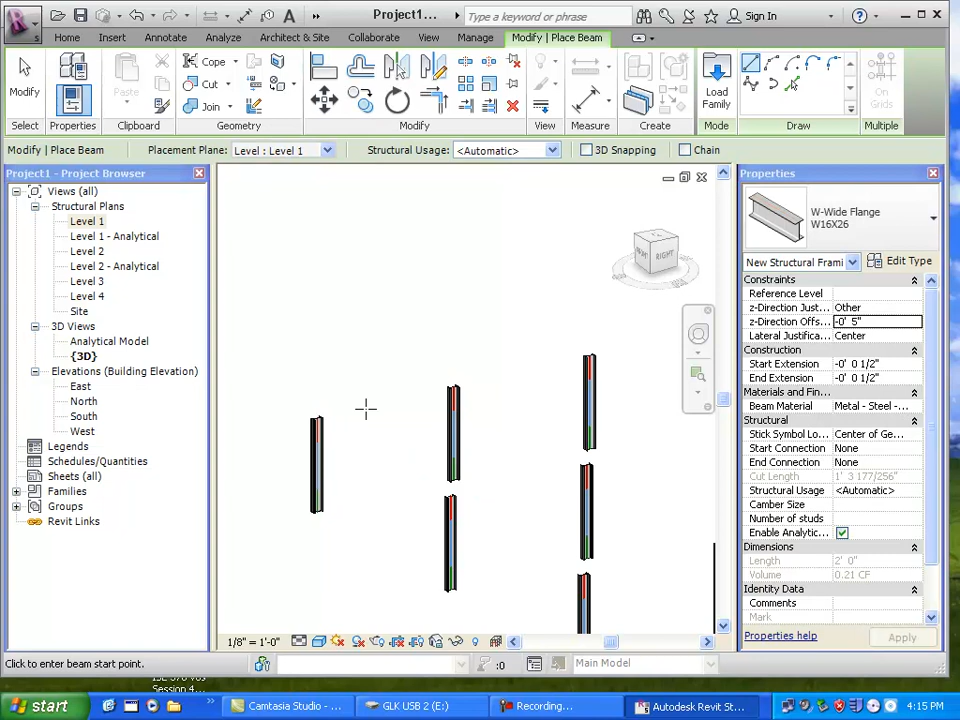 Project1...
Type a keyword or phrase
Sign In
Home Insert Annotate Analyze Architect & Site Collaborate View Manage Modify | Place Beam
Modify
Paste
Cope
Cut
Join
Load
Family
On
Grids
Select Properties Clipboard Geometry Modify View Measure Create Mode Draw Multiple
Modify | Place Beam Placement Plane: Level : Level 1 Structural Usage: <Automatic> 3D Snapping Chain
Project1 - Project Browser
Views (all)
Structural Plans
Level 1
Level 1 - Analytical
Level 2
Level 2 - Analytical
Level 3
Level 4
Site
3D Views
Analytical Model
{3D}
Elevations (Building Elevation)
East
North
South
West
Legends
Schedules/Quantities
Sheets (all)
Families
Groups
Revit Links
RIGHT
Properties
W-Wide Flange
W16X26
New Structural Frami
Edit Type
Constraints
Reference Level
z-Direction Just... Other
z-Direction Offs... -0' 5"
Lateral Justifica... Center
Construction
Start Extension -0' 0 1/2"
End Extension -0' 0 1/2"
Materials and Fin...
Beam Material Metal - Steel -...
Structural
Stick Symbol Lo... Center of Ge...
Start Connection None
End Connection None
Cut Length 1' 3 177/256"
Structural Usage <Automatic>
Camber Size
Number of studs
Enable Analytic...
Dimensions
Length 2' 0"
Volume 0.21 CF
Identity Data
Comments
Mark
Properties help
Apply
1/8" = 1'-0"
Click to enter beam start point.
:0
Main Model
Session 4...
start
Camtasia Studio - ...
GLK USB 2 (E:)
Recording...
Autodesk Revit St...
4:15 PM